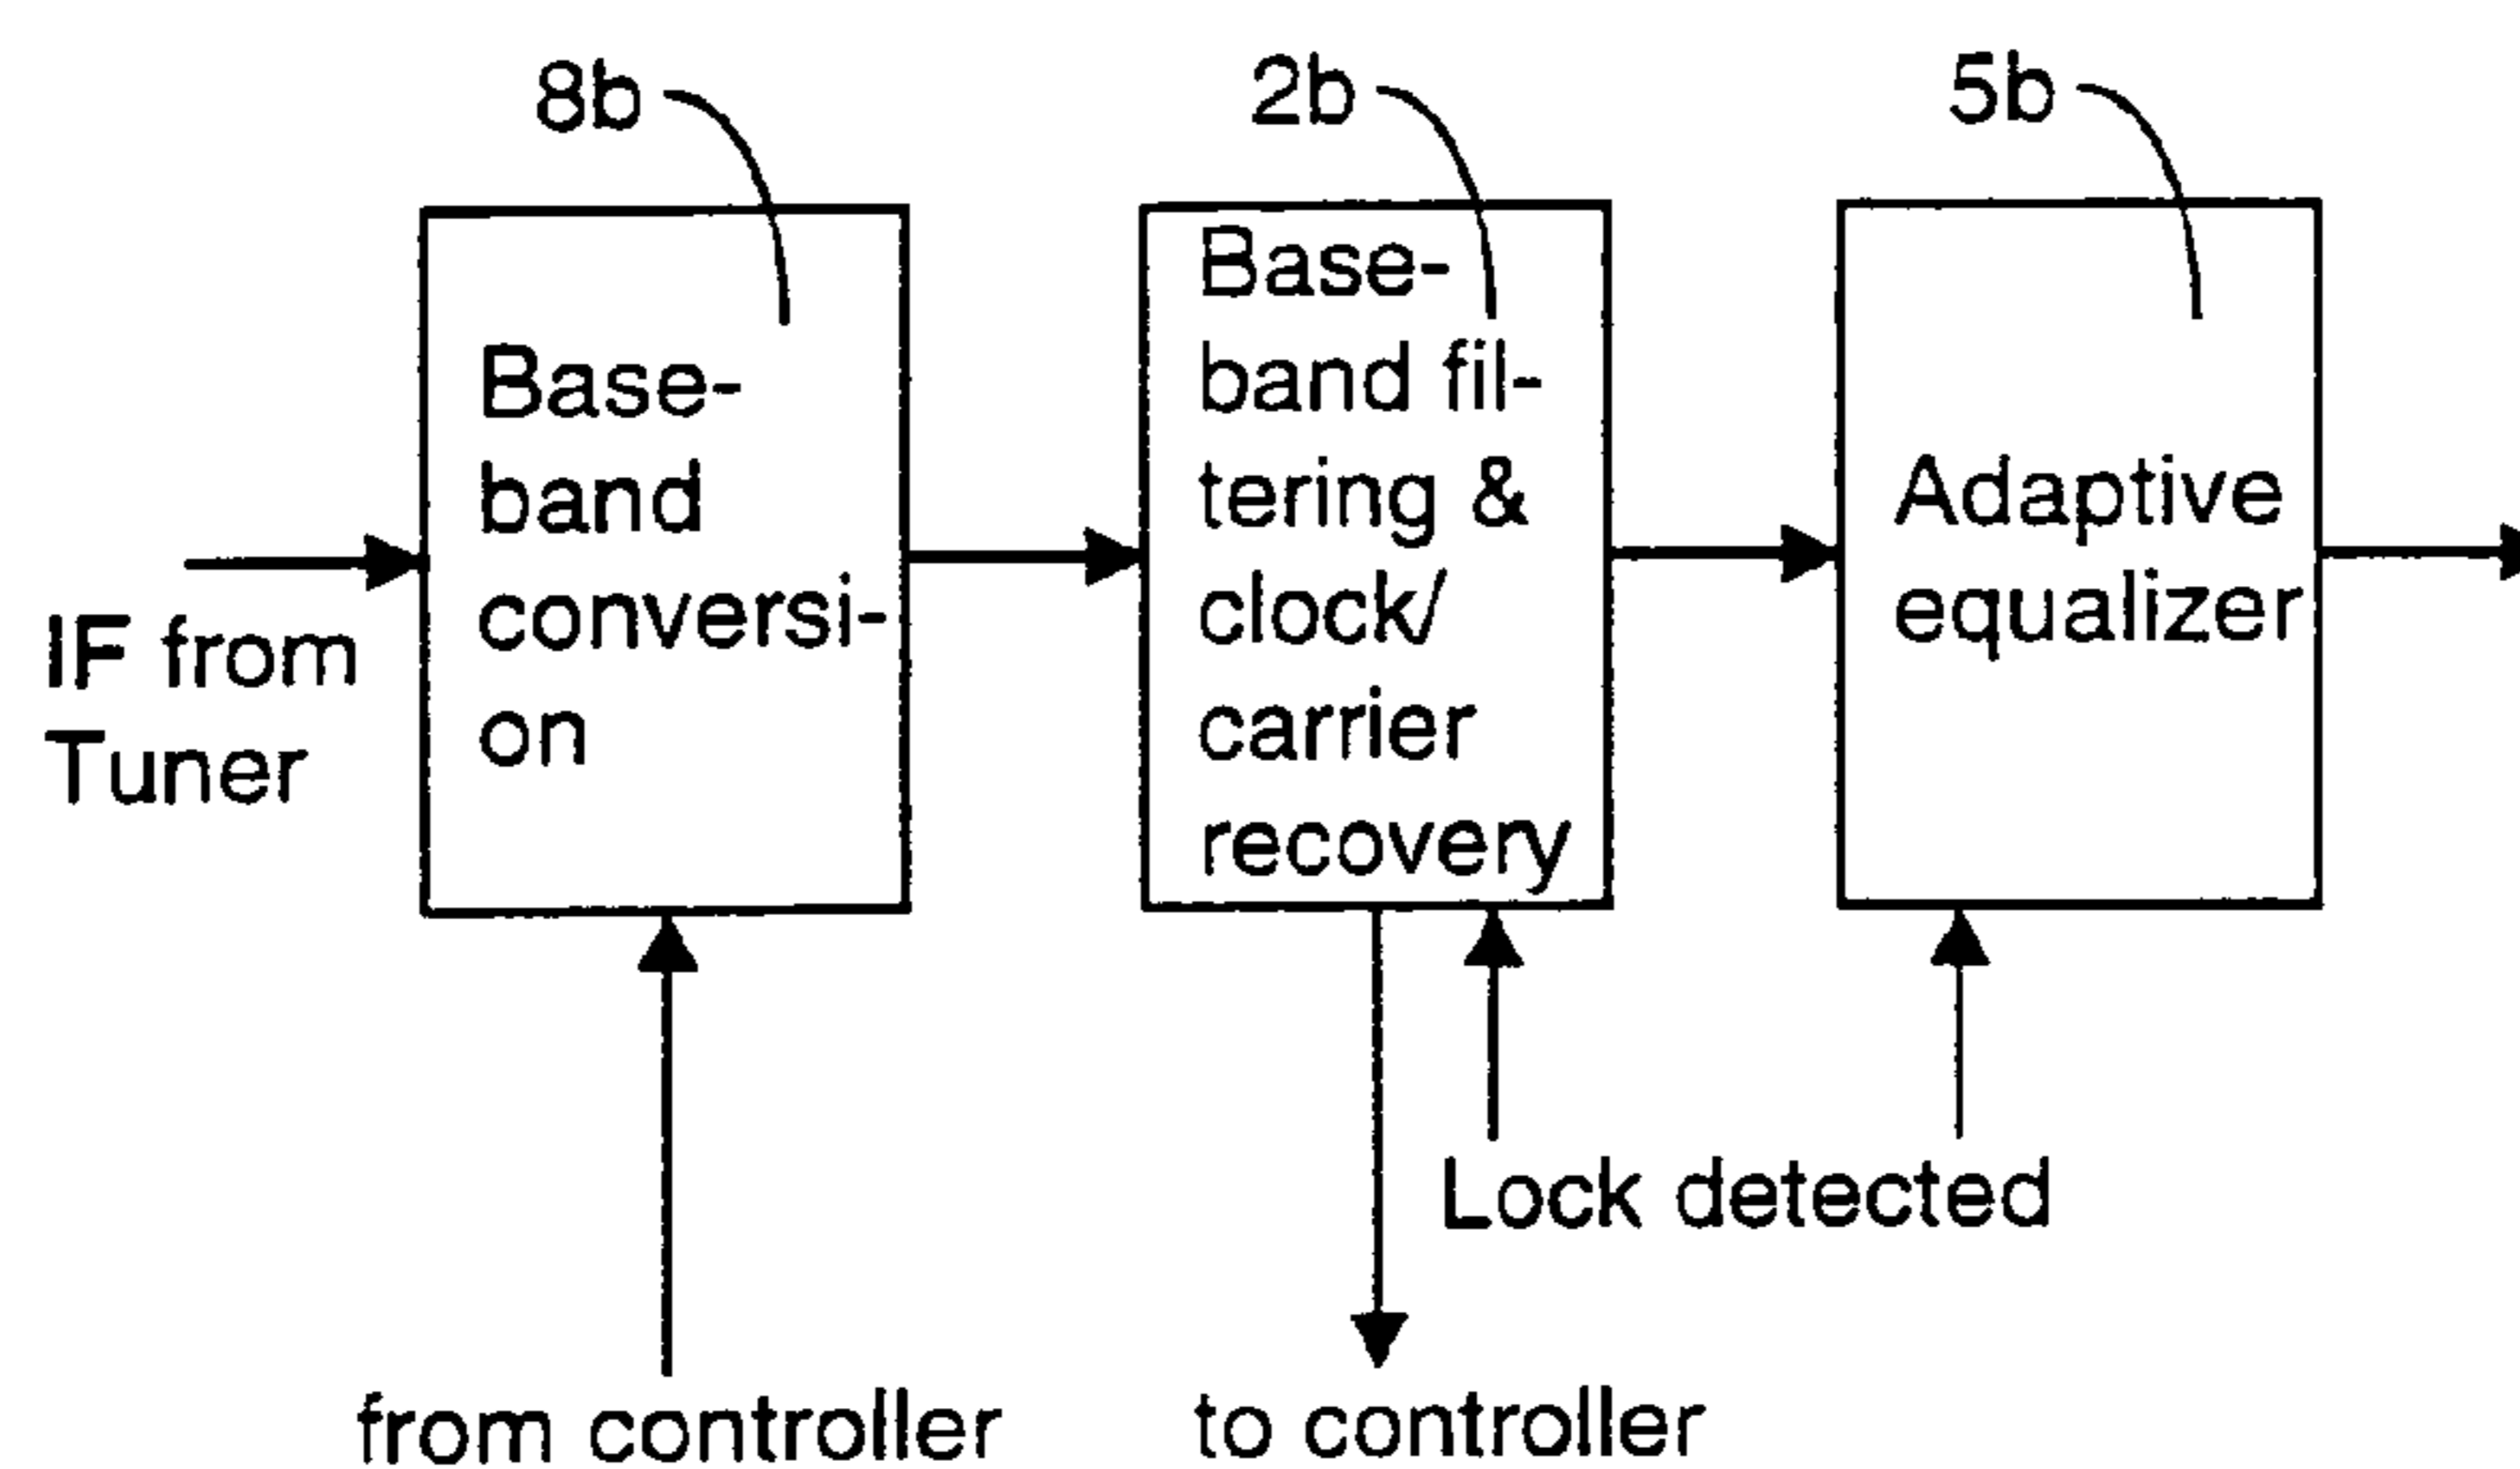 8b
2b
5b
IF from
Tuner
Base-
band
conversi-
on
Base-
band fil-
tering &
clock/
carrier
recovery
Adaptive
equalizer
Lock detected
from controller
to controller